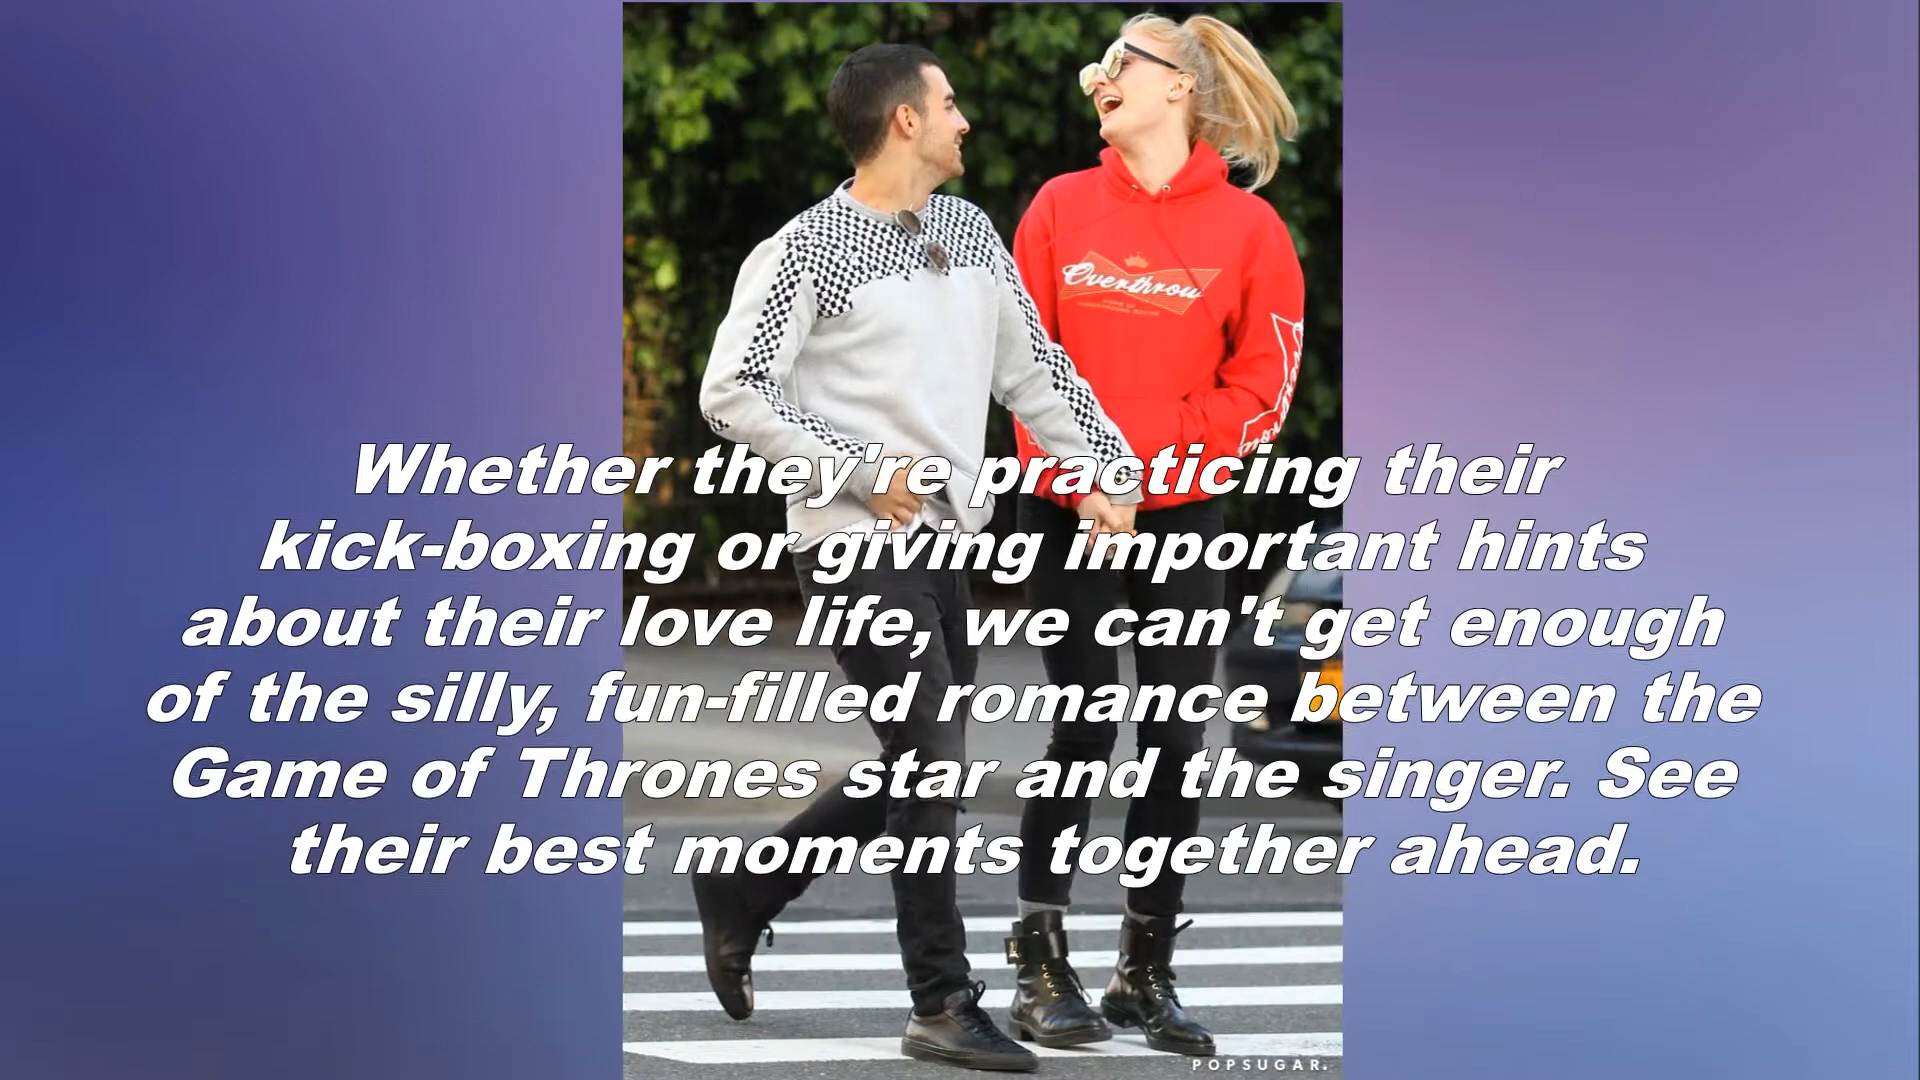 Overthrow
Whether they're practicing their
kick-boxing or giving important hints
about their love life, we can't get enough
of the silly, fun-filled romance between the
Game of Thrones star and the singer. See
their best moments together ahead.
POPSUGAR.